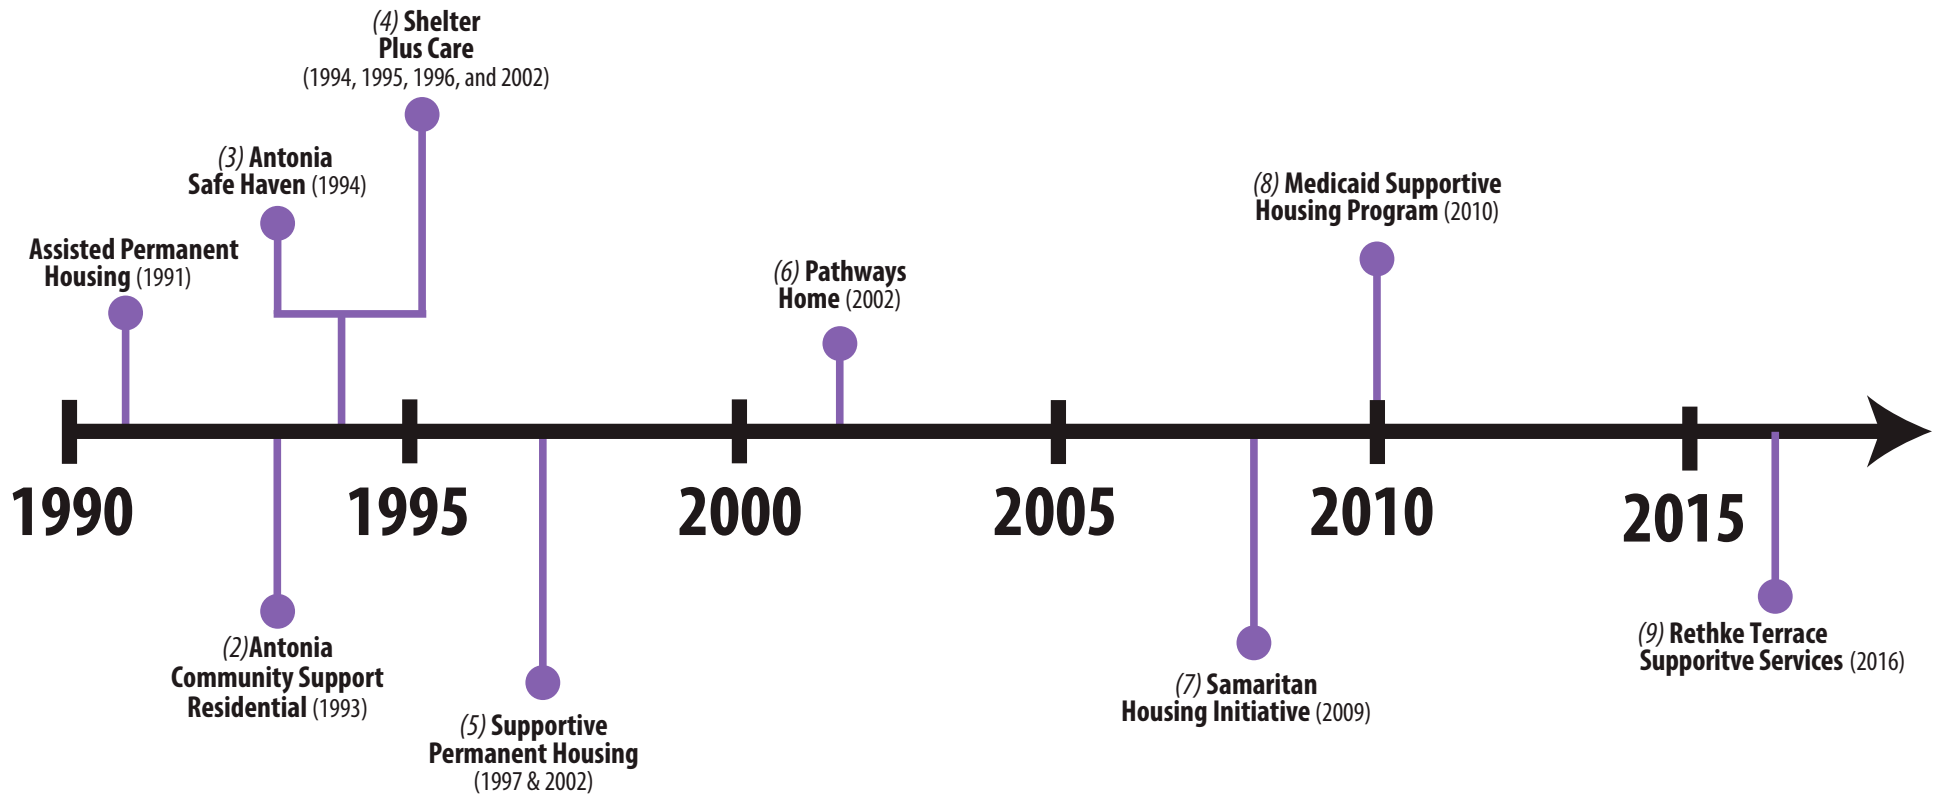 (4) Shelter
Plus Care
(1994, 1995, 1996, and 2002)
(3) Antonia
Safe Haven (1994)
Assisted Permanent
Housing (1991)
(6) Pathways
Home (2002)
(8) Medicaid Supportive
Housing Program (2010)
1990
1995
2000
2005
2010
2015
(2)Antonia
Community Support
Residential (1993)
(5) Supportive
Permanent Housing
(1997 & 2002)
(7) Samaritan
Housing Initiative (2009)
(9) Rethke Terrace
Supporitve Services (2016)